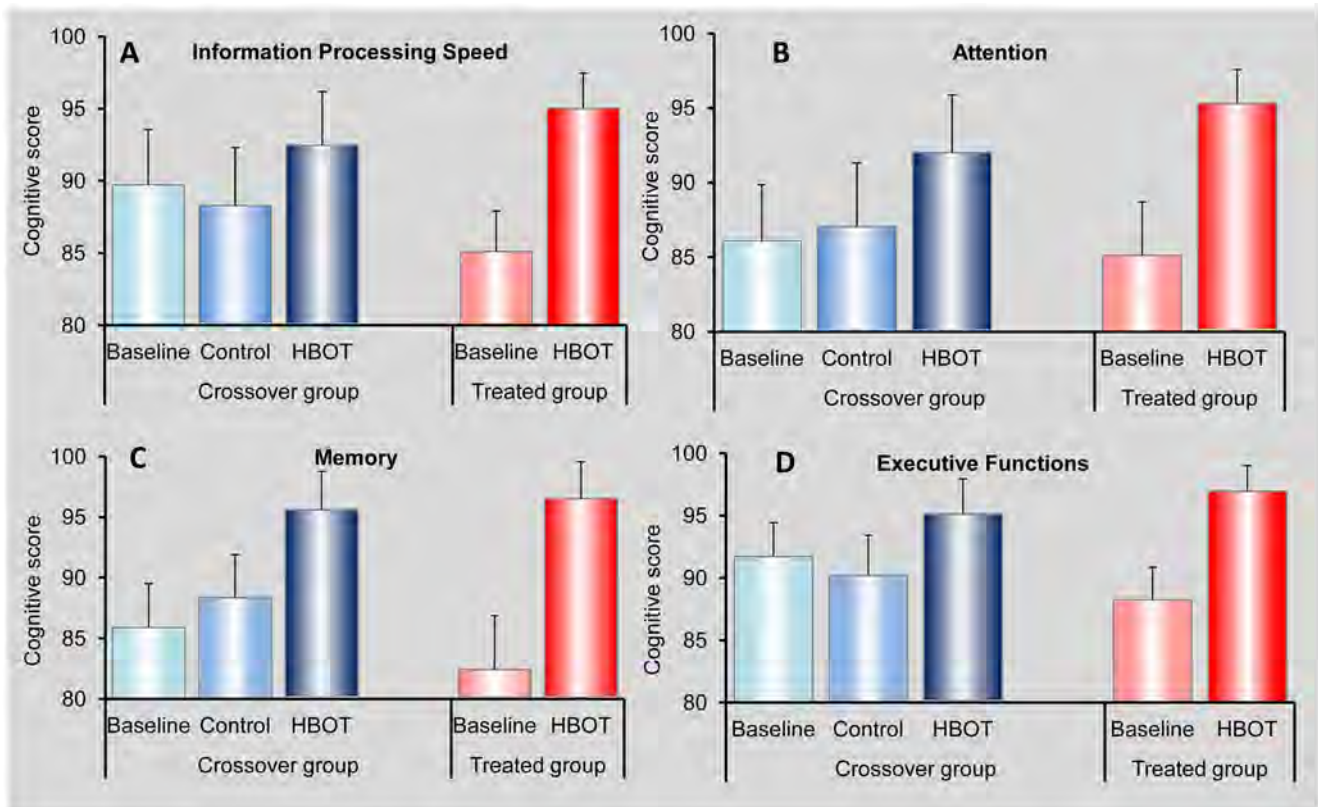 A Information Processing Speed
Cognitive score
100
95
90
85
80
Baseline Control HBOT Baseline HBOT
Crossover group Treated group
B Attention
Cognitive score
100
95
90
85
80
Baseline Control HBOT Baseline HBOT
Crossover group Treated group
C Memory
Cognitive score
100
95
90
85
80
Baseline Control HBOT Baseline HBOT
Crossover group Treated group
D Executive Functions
Cognitive score
100
95
90
85
80
Baseline Control HBOT Baseline HBOT
Crossover group Treated group